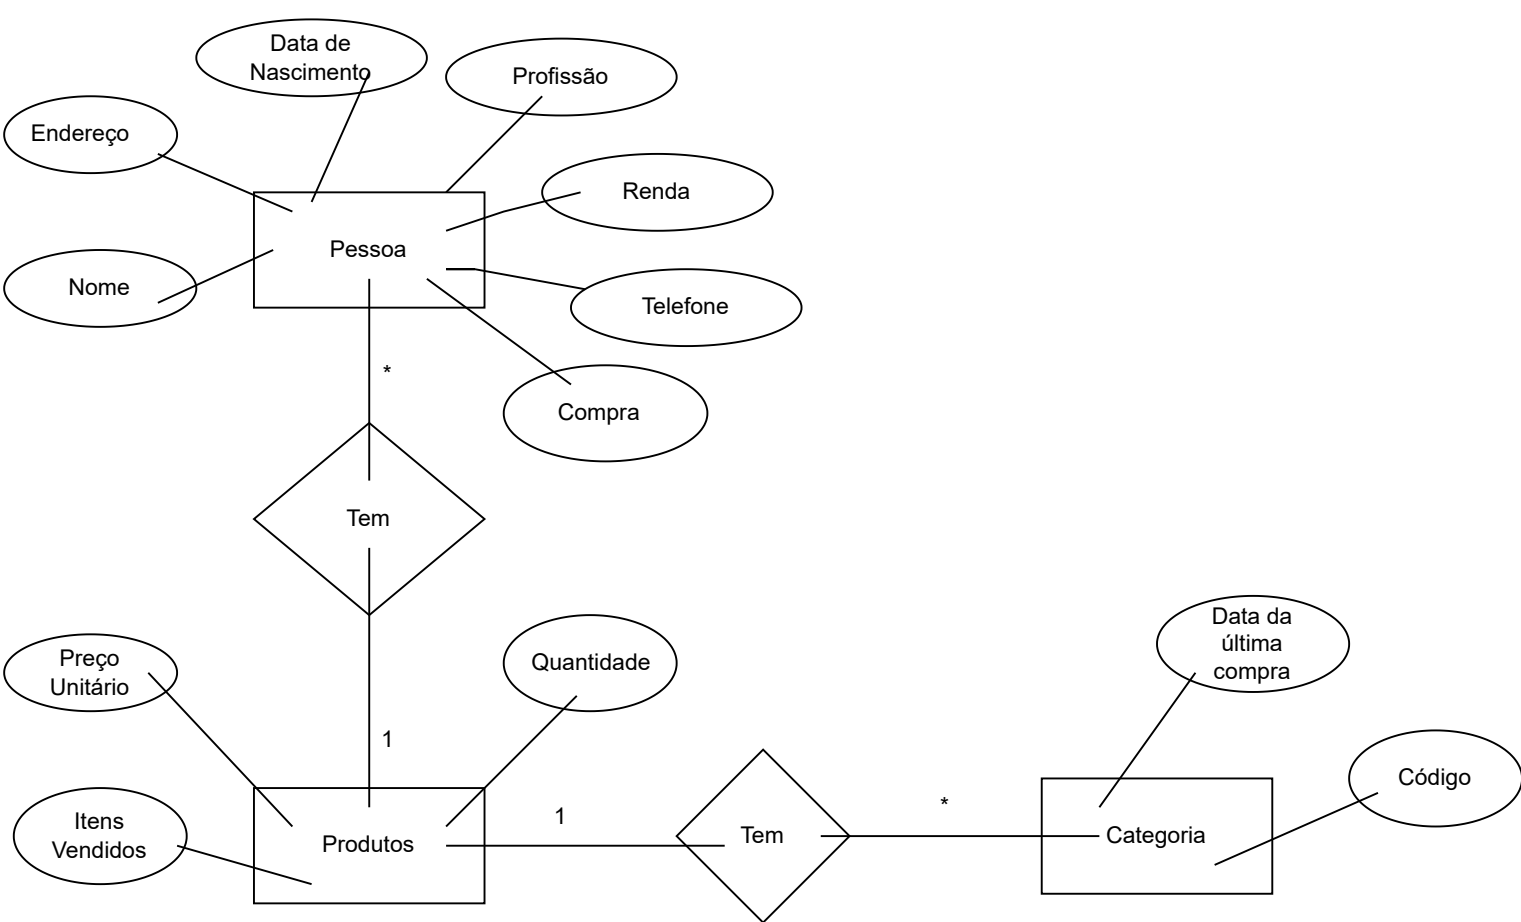 Data de
Nascimento
Profissão
Endereço
Renda
Pessoa
Nome
Telefone
*
Compra
Tem
Data da
última
compra
Preço
Unitário
Quantidade
1
Código
1
*
Itens
Vendidos
Produtos
Tem
Categoria